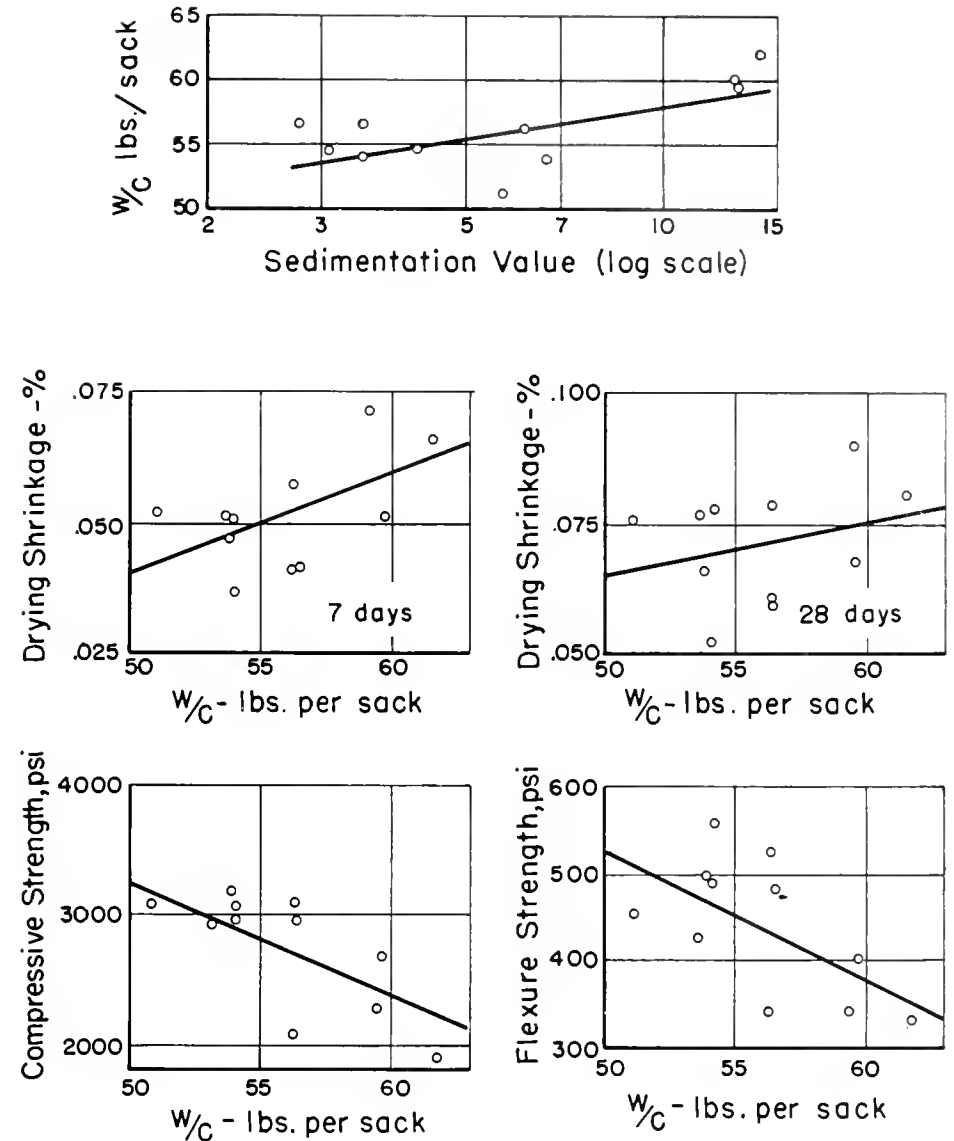 W/C lbs./sack
65
60
55
50
2 3 5 7 10 15
Sedimentation Value (log scale)
Drying Shrinkage-%
.075
.050
.025
7 days
50 55 60
W/C-lbs. per sack
Drying Shrinkage-%
.100
.075
.050
28 days
50 55 60
W/C-lbs. per sack
Compressive Strength,psi
4000
3000
2000
50 55 60
W/C-lbs. per sack
Flexure Strength,psi
600
500
400
300
50 55 60
W/C-lbs. per sack